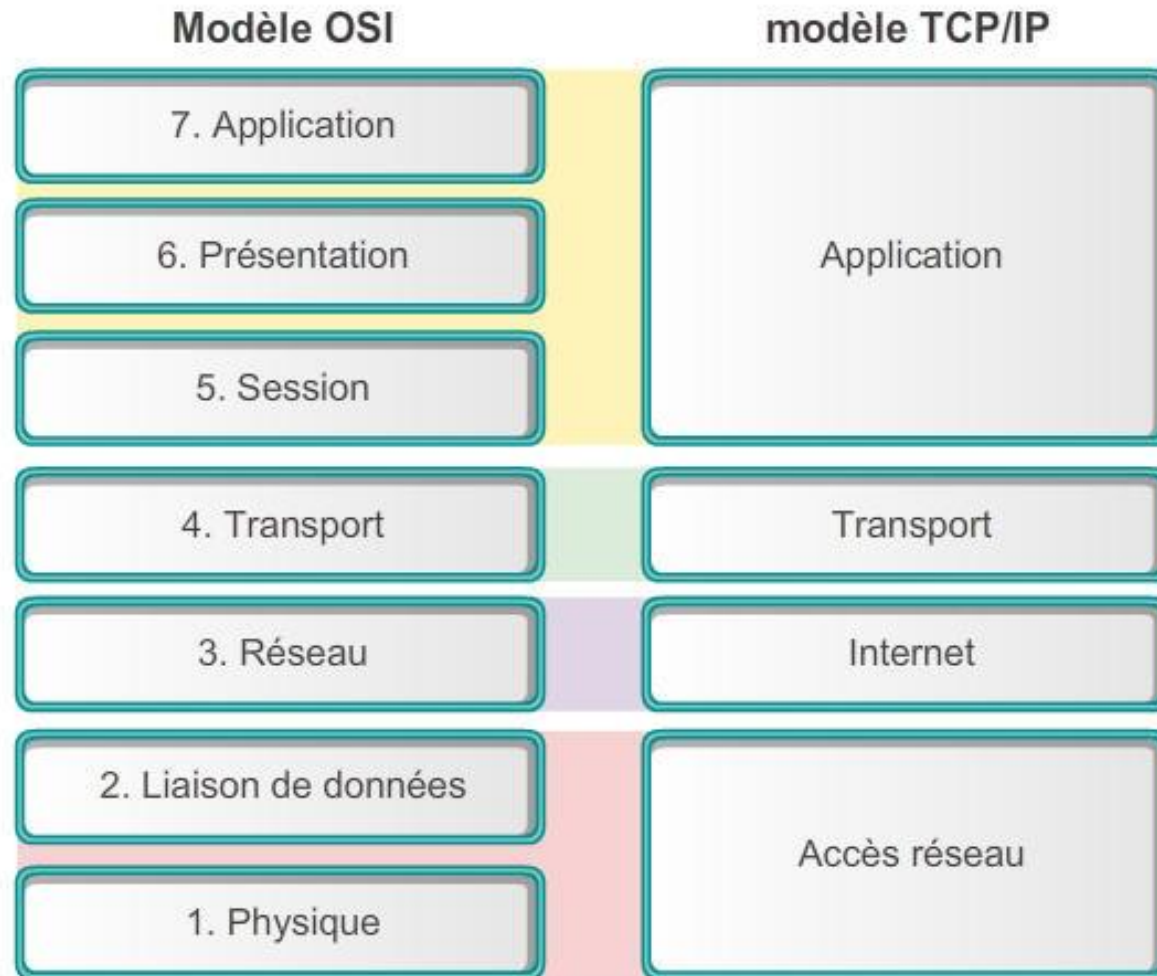 Modèle OSI
modèle TCP/IP
7. Application
6. Présentation
5. Session
Application
4. Transport
Transport
3. Réseau
Internet
2. Liaison de données
1. Physique
Accès réseau